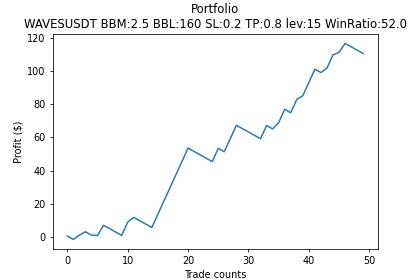 Portfolio
WAVESUSDT BBM:2.5 BBL:160 SL:0.2 TP:0.8 lev:15 WinRatio:52.0
120
100
80
60
40
20
0
Profit ($)
0 10 20 30 40 50
Trade counts